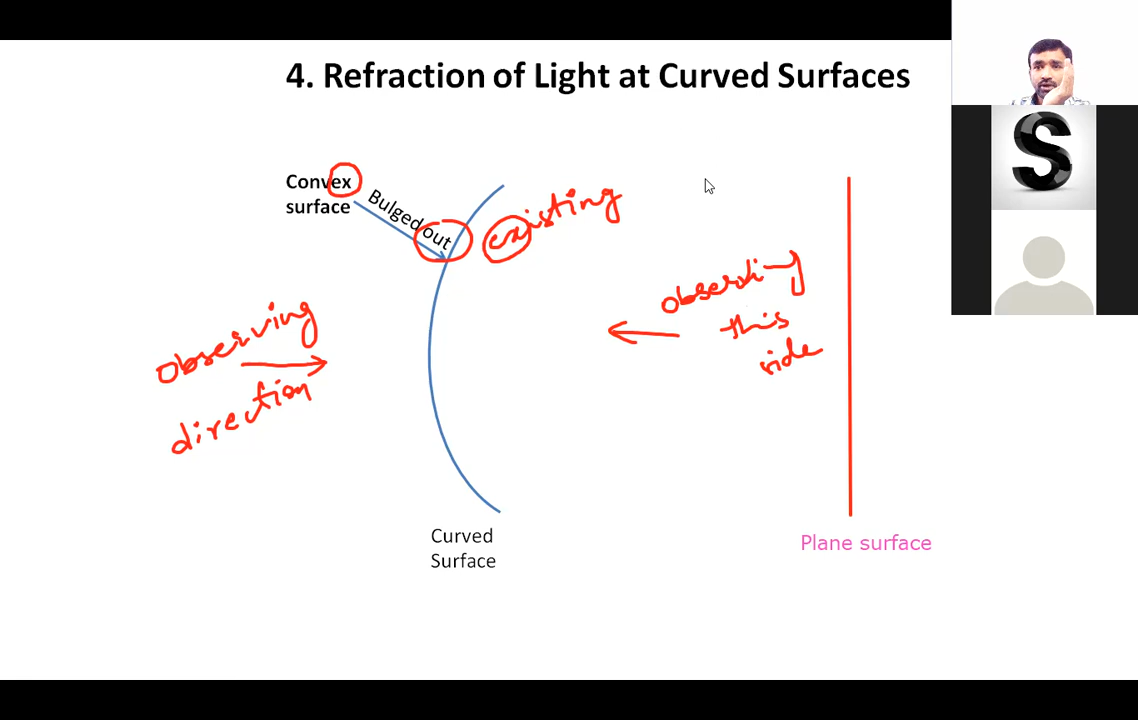 4. Refraction of Light at Curved Surfaces
S
Convex
surface
Bulged out
existing
observing
direction
observing
this
side
Curved
Surface
Plane surface